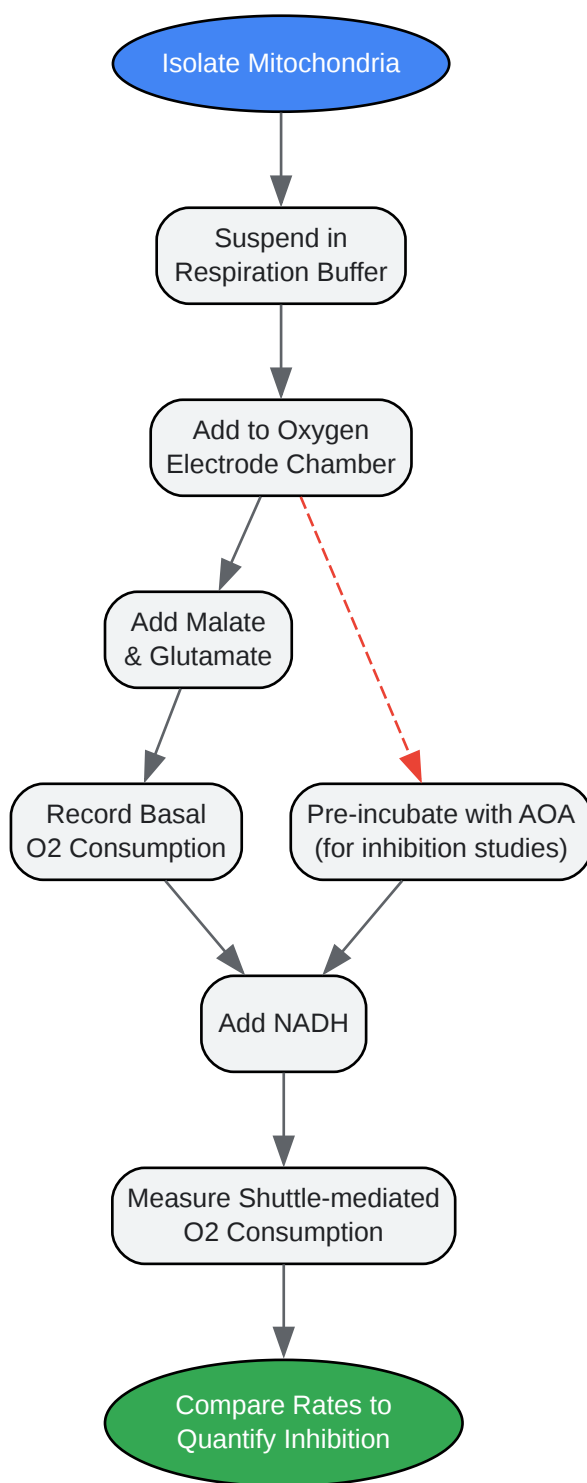 Isolate Mitochondria
Suspend in
Respiration Buffer
Add to Oxygen
Electrode Chamber
Add Malate
& Glutamate
Record Basal
O2 Consumption
Pre-incubate with AOA
(for inhibition studies)
Add NADH
Measure Shuttle-mediated
O2 Consumption
Compare Rates to
Quantify Inhibition